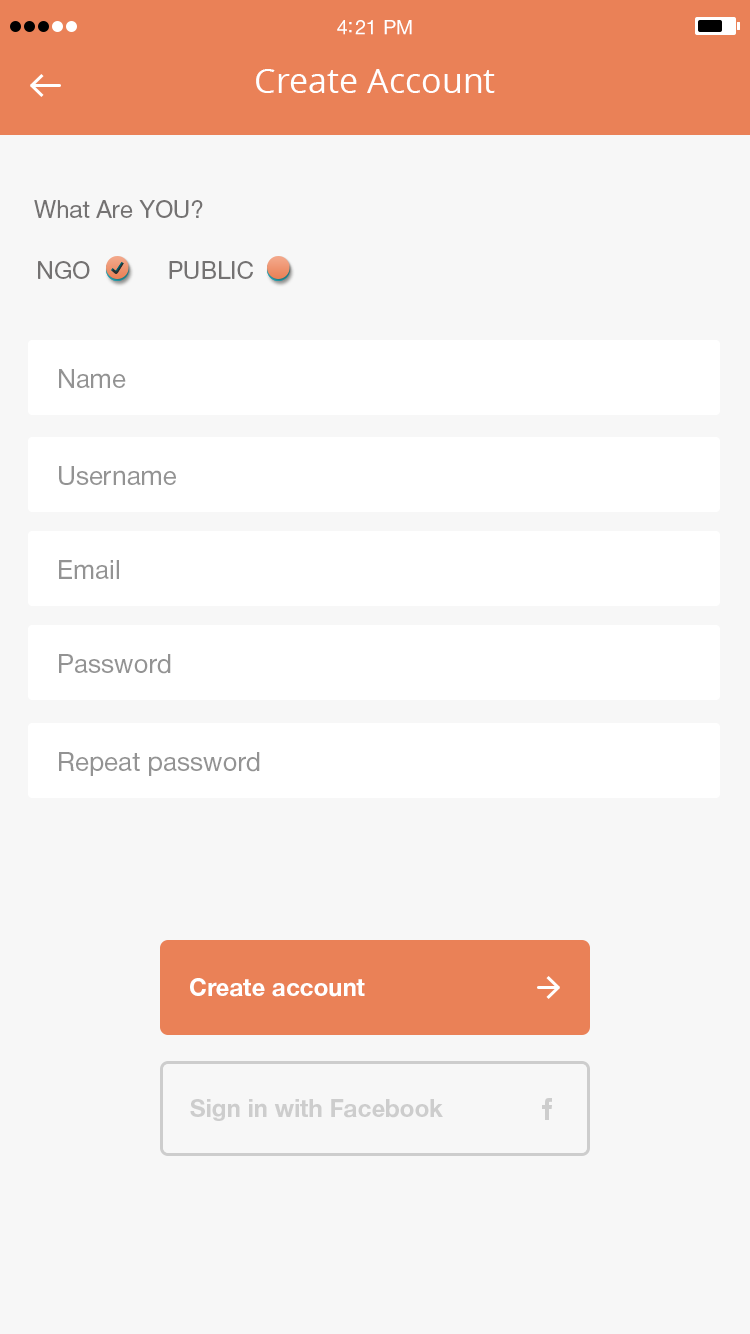 4:21 PM
Create Account
What Are YOU?
NGO PUBLIC
Name
Username
Email
Password
Repeat password
Create account
Sign in with Facebook